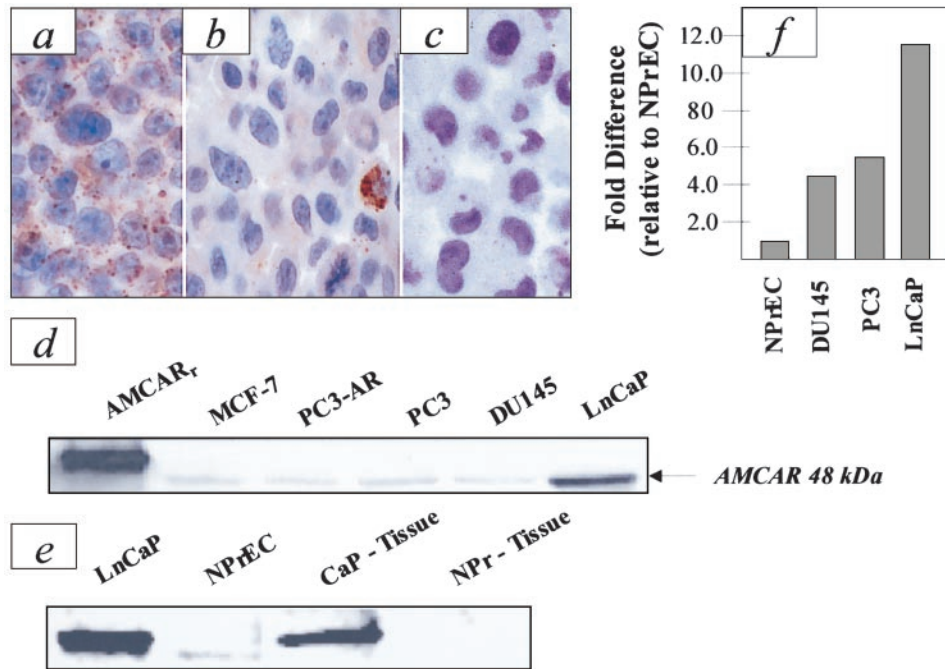 a
b
c
f
Fold Difference
(relative to NPrEC)
12.0
10.0
80
6.0
4.0
2.0
NPrEC
DU145
PC3
LnCaP
d
AMCARr
MCF-7
PC3-AR
PC3
DU145
LnCaP
AMCAR 48 kDa
e
LnCaP
NPrEC
CaP - Tissue
NPr - Tissue